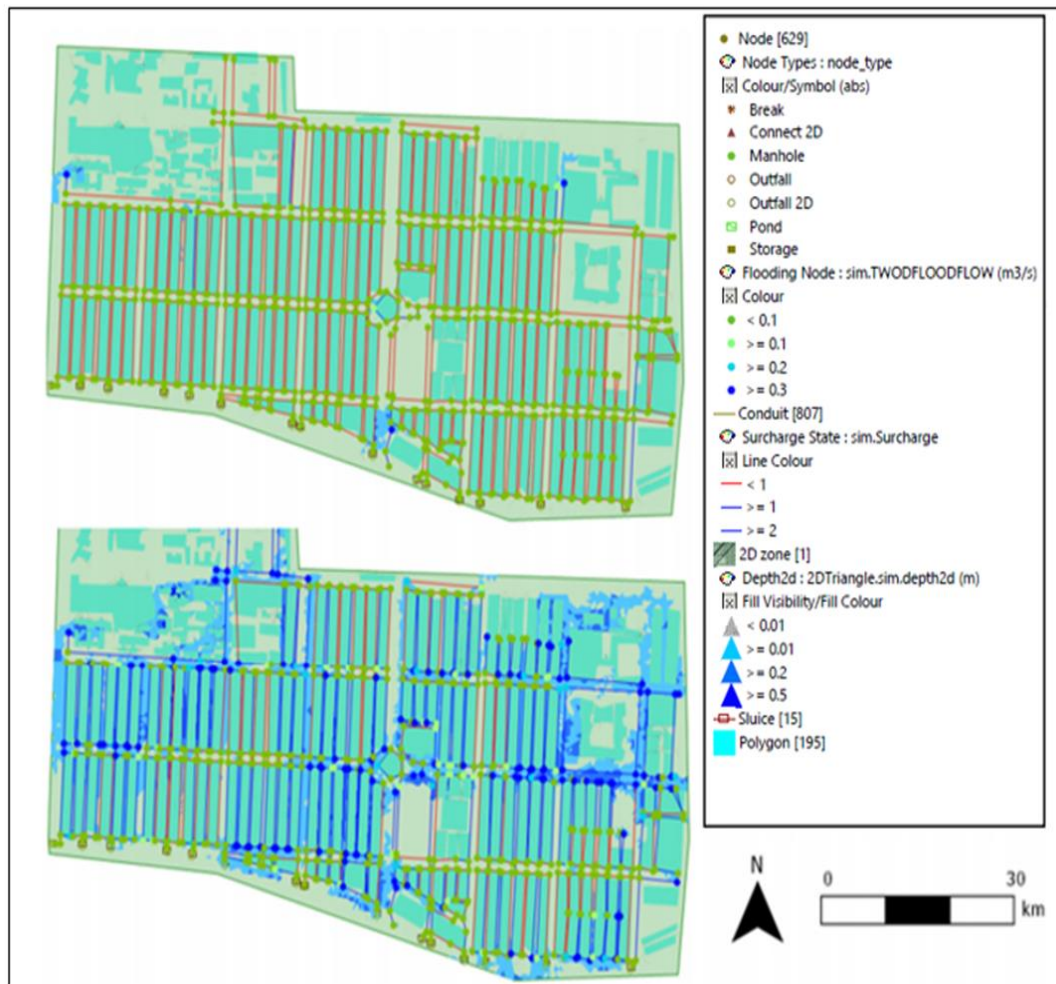 Node [629]
Node Types : node_type
Colour/Symbol (abs)
Break
Connect 2D
Manhole
Outfall
Outfall 2D
Pond
Storage
Flooding Node : sim.TWODFLOODFLOW (m3/s)
Colour
< 0.1
>= 0.1
>= 0.2
>= 0.3
Conduit [807]
Surcharge State : sim.Surcharge
Line Colour
< 1
>= 1
>= 2
2D zone [1]
Depth2d : 2DTriangle.sim.depth2d (m)
Fill Visibility/Fill Colour
< 0.01
>= 0.01
>= 0.2
>= 0.5
Sluice [15]
Polygon [195]
N
0 30
km